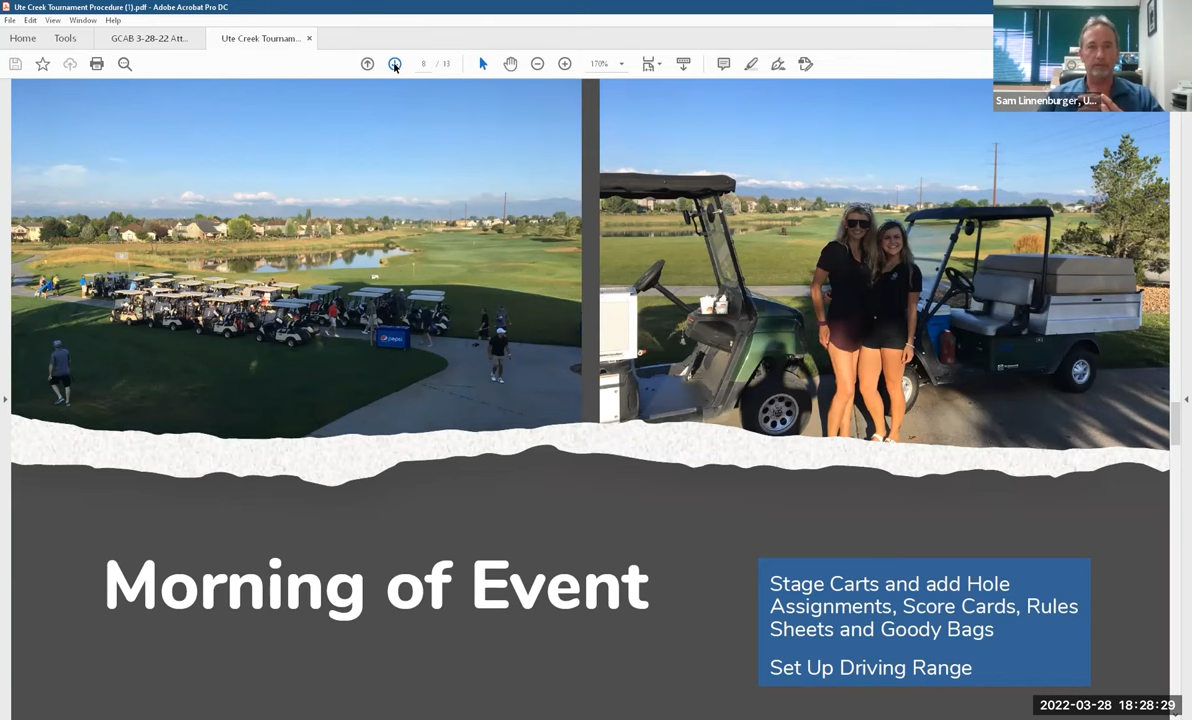 Ute Creek Tournament Procedure (1).pdf - Adobe Acrobat Pro DC
File Edit View Window Help
Home Tools GCAB 3-28-22 Att... Ute Creek Tournam... ×
8 / 13 170%
Sam Linnenburger, U...
pepsi
Morning of Event
Stage Carts and add Hole
Assignments, Score Cards, Rules
Sheets and Goody Bags
Set Up Driving Range
2022-03-28 18:28:29